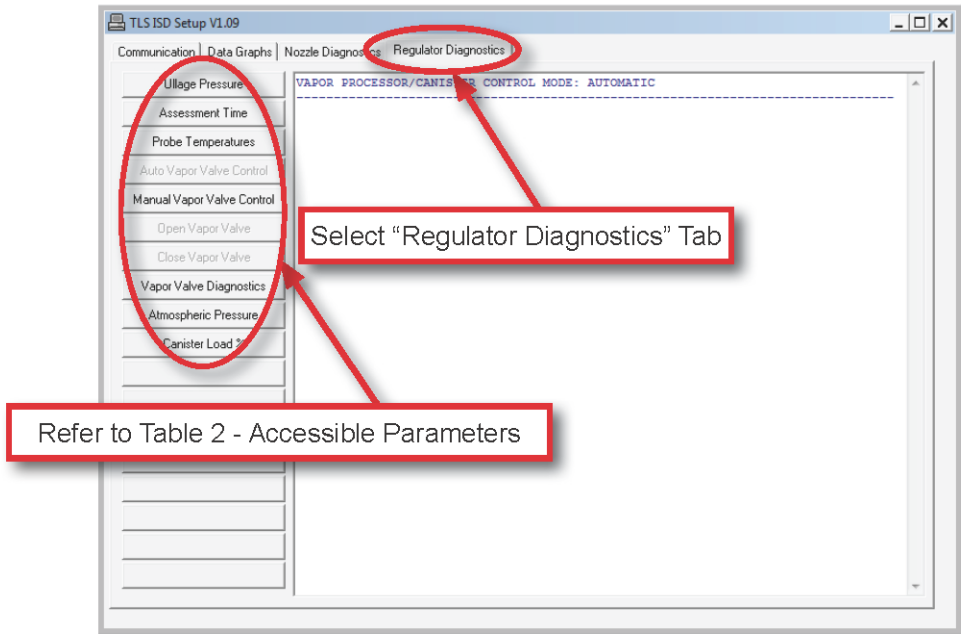 TLS ISD Setup V1.09
Communication Data Graphs Nozzle Diagnostics Regulator Diagnostics
Ullage Pressure
VAPOR PROCESSOR/CANISTER CONTROL MODE: AUTOMATIC
Assessment Time
Probe Temperatures
Auto Vapor Valve Control
Manual Vapor Valve Control
Open Vapor Valve
Select “Regulator Diagnostics” Tab
Close Vapor Valve
Vapor Valve Diagnostics
Atmospheric Pressure
Canister Load %
Refer to Table 2 - Accessible Parameters